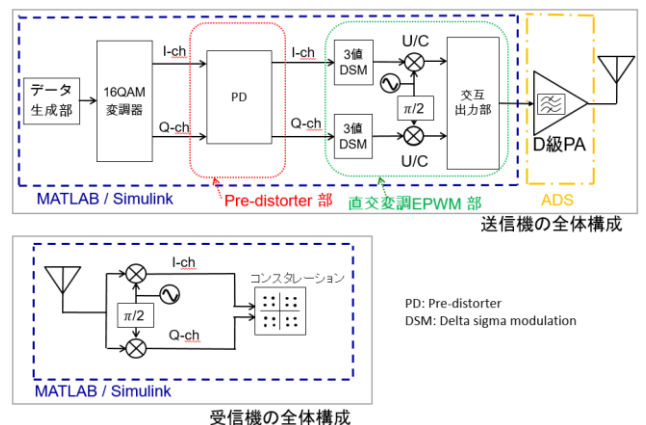 データ
生成部
16QAM
変調器
I-ch
Q-ch
PD
I-ch
Q-ch
3値
DSM
3値
DSM
U/C
π/2
U/C
交互
出力部
D級PA
MATLAB / Simulink
Pre-distorter 部
直交変調EPWM 部
ADS
送信機の全体構成
I-ch
π/2
Q-ch
コンスタレーション
MATLAB / Simulink
受信機の全体構成
PD: Pre-distorter
DSM: Delta sigma modulation